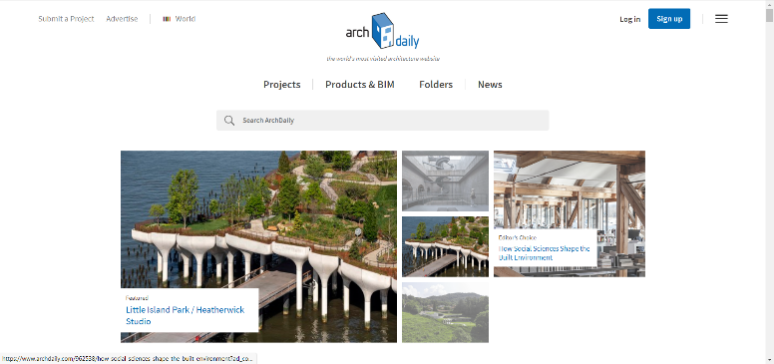 Submit a Project Advertise World
Log in Sign up
arch daily
the world's most visited architecture website
Projects Products & BIM Folders News
Search ArchDaily
Featured
Little Island Park / Heatherwick
Studio
Editor's Choice
How Social Sciences Shape the
Built Environment
https://www.archdaily.com/962538/how-social-sciences-shape-the-built-environment?ad_co...